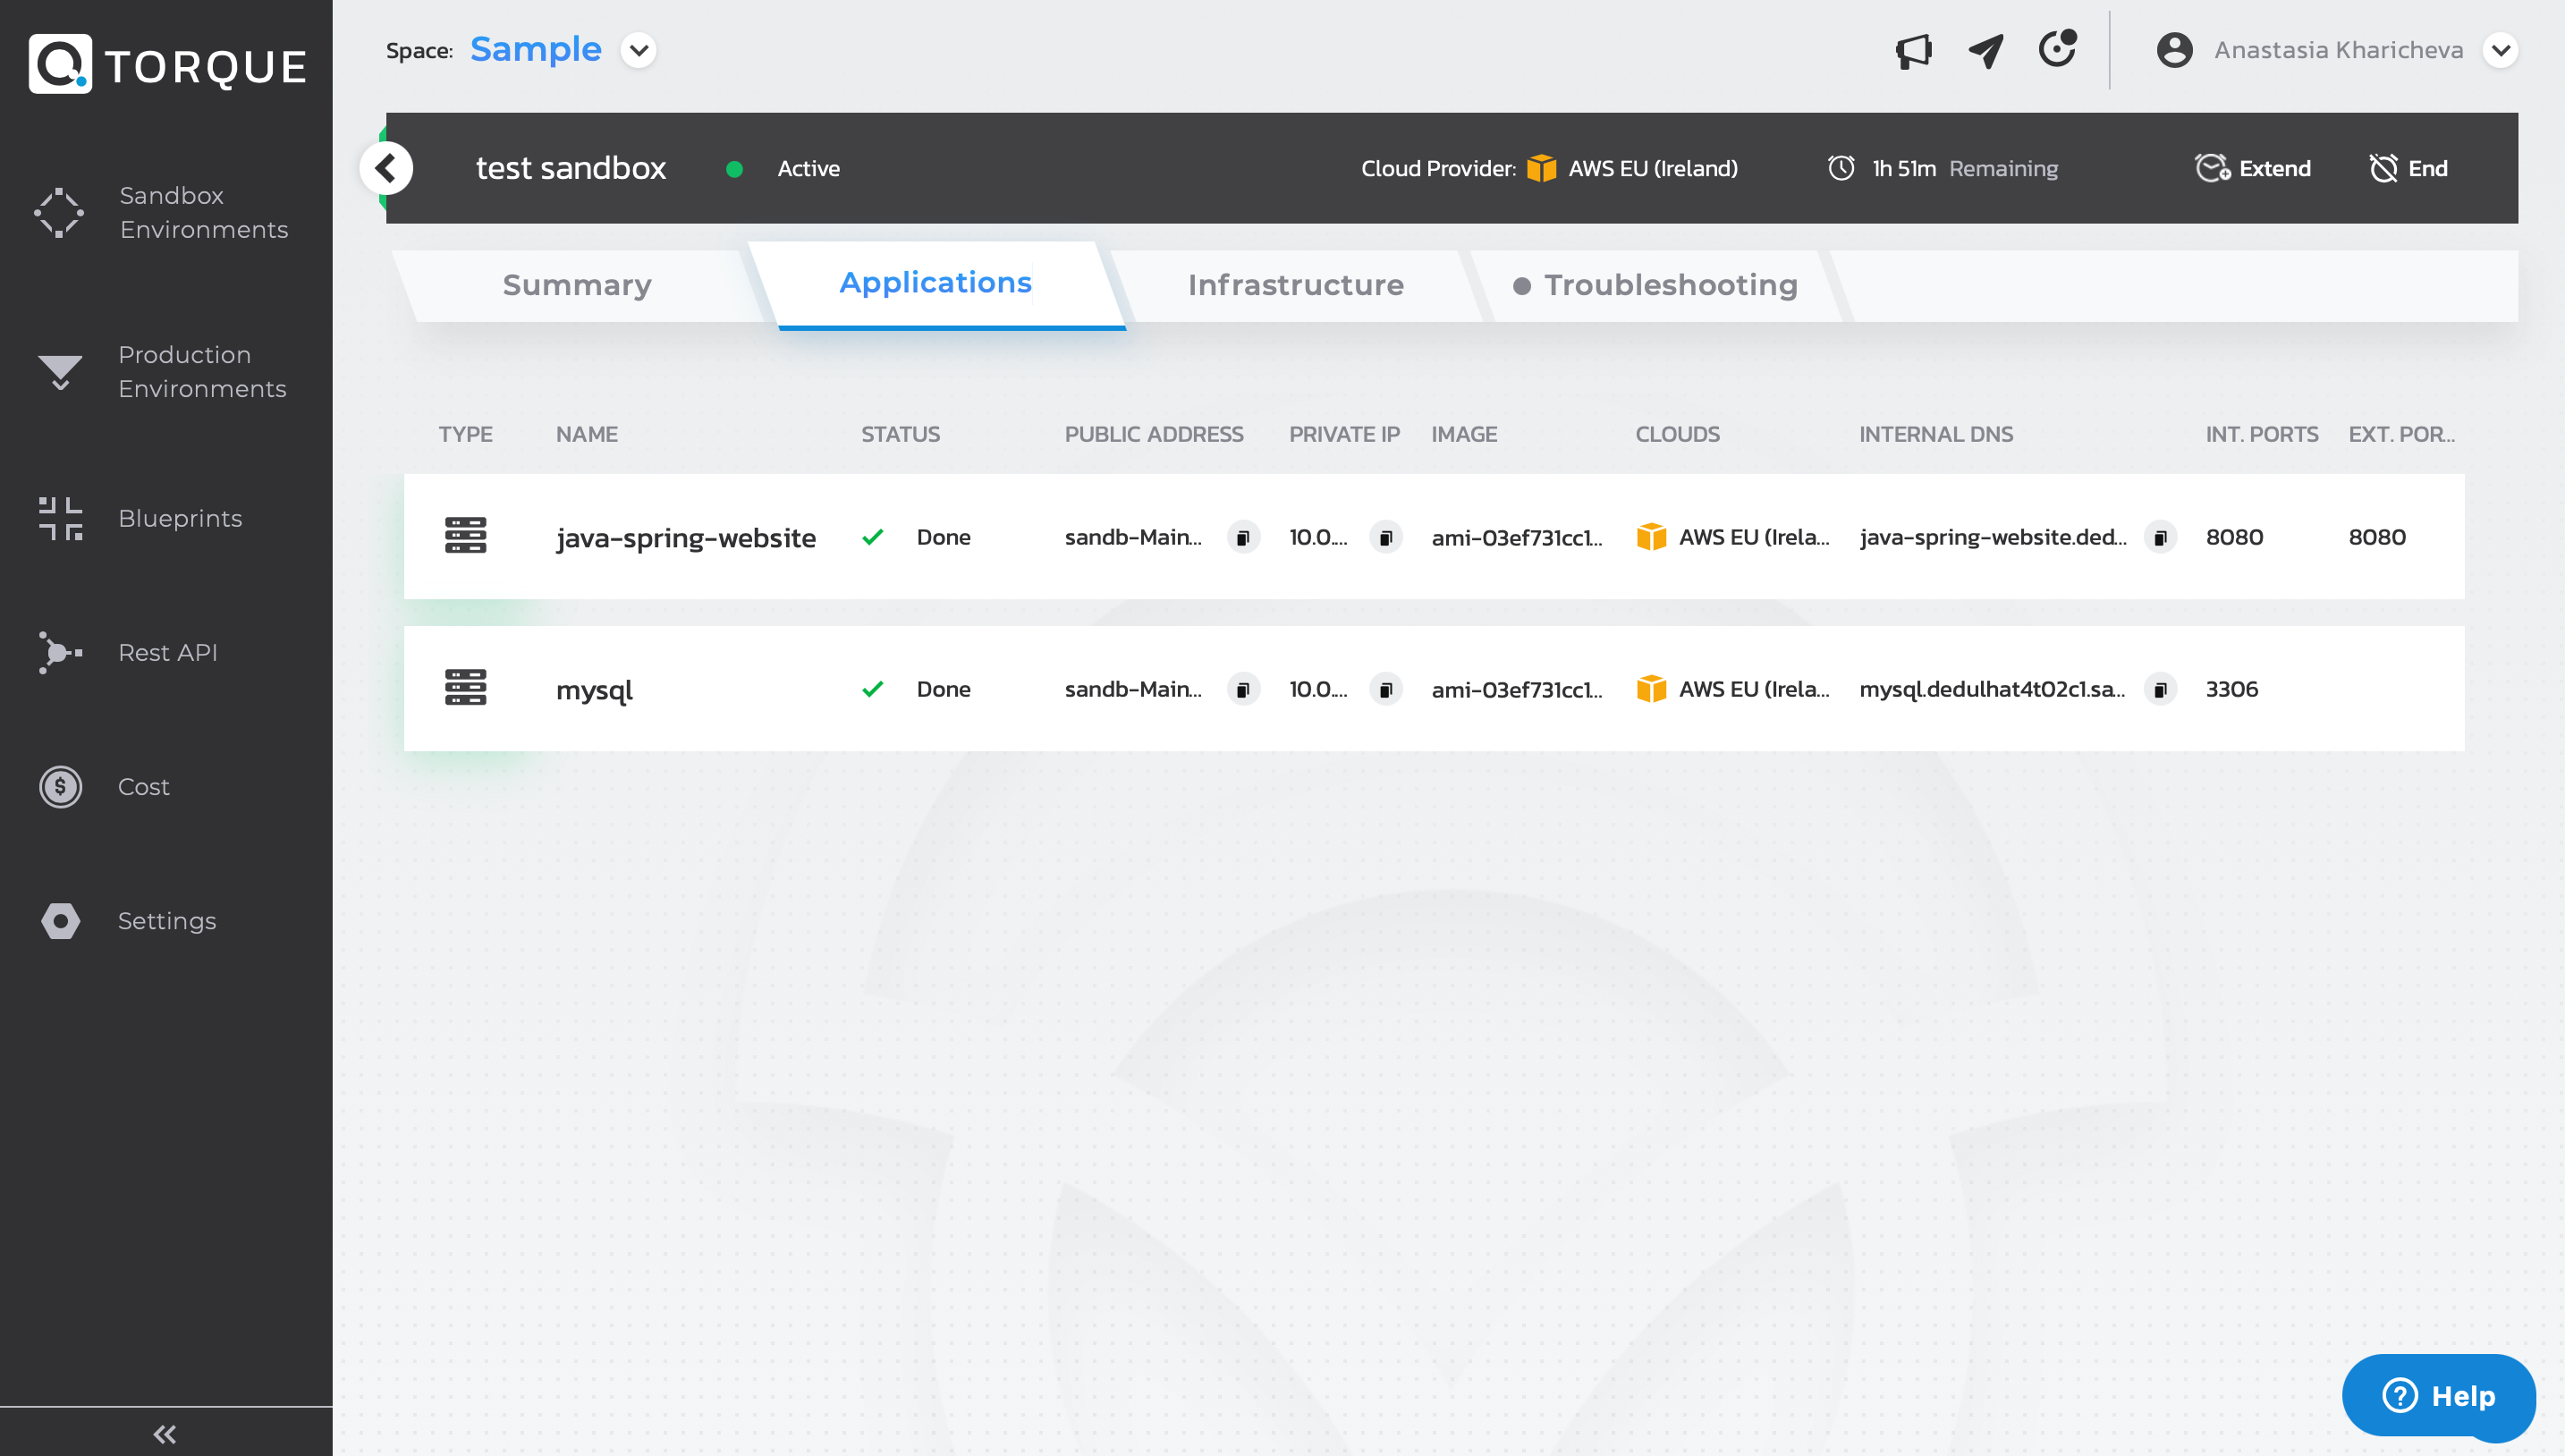 TORQUE
Space: Sample
Anastasia Kharicheva
test sandbox Active Cloud Provider: AWS EU (Ireland) 1h 51m Remaining Extend End
Sandbox
Environments
Production
Environments
Blueprints
Rest API
$
Cost
Settings
Summary Applications Infrastructure Troubleshooting
TYPE NAME STATUS PUBLIC ADDRESS PRIVATE IP IMAGE CLOUDS INTERNAL DNS INT. PORTS EXT. POR...
java-spring-website Done sandb-Main... 10.0.... ami-03ef731cc1... AWS EU (Irela... java-spring-website.ded... 8080 8080
mysql Done sandb-Main... 10.0.... ami-03ef731cc1... AWS EU (Irela... mysql.dedulhat4t02c1.sa... 3306
? Help